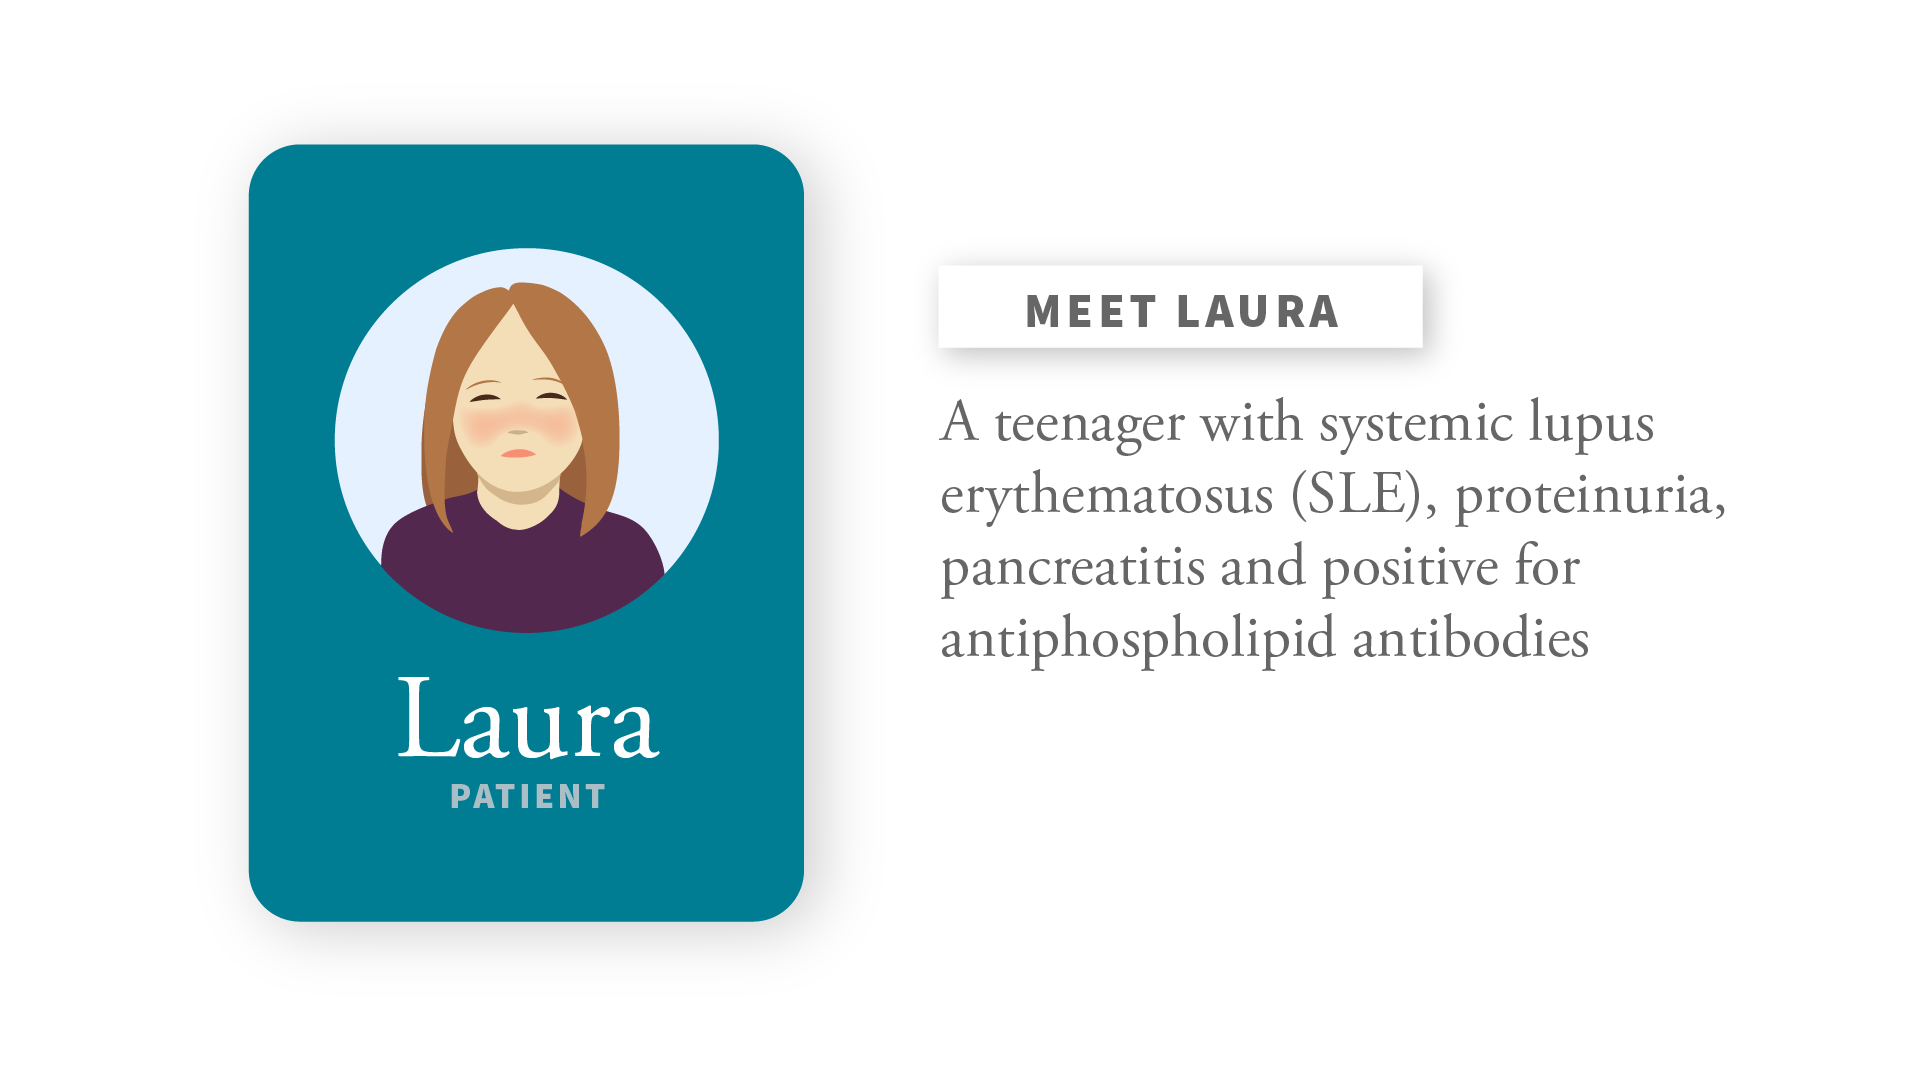 Laura
PATIENT
MEET LAURA
A teenager with systemic lupus
erythematosus (SLE), proteinuria,
pancreatitis and positive for
antiphospholipid antibodies